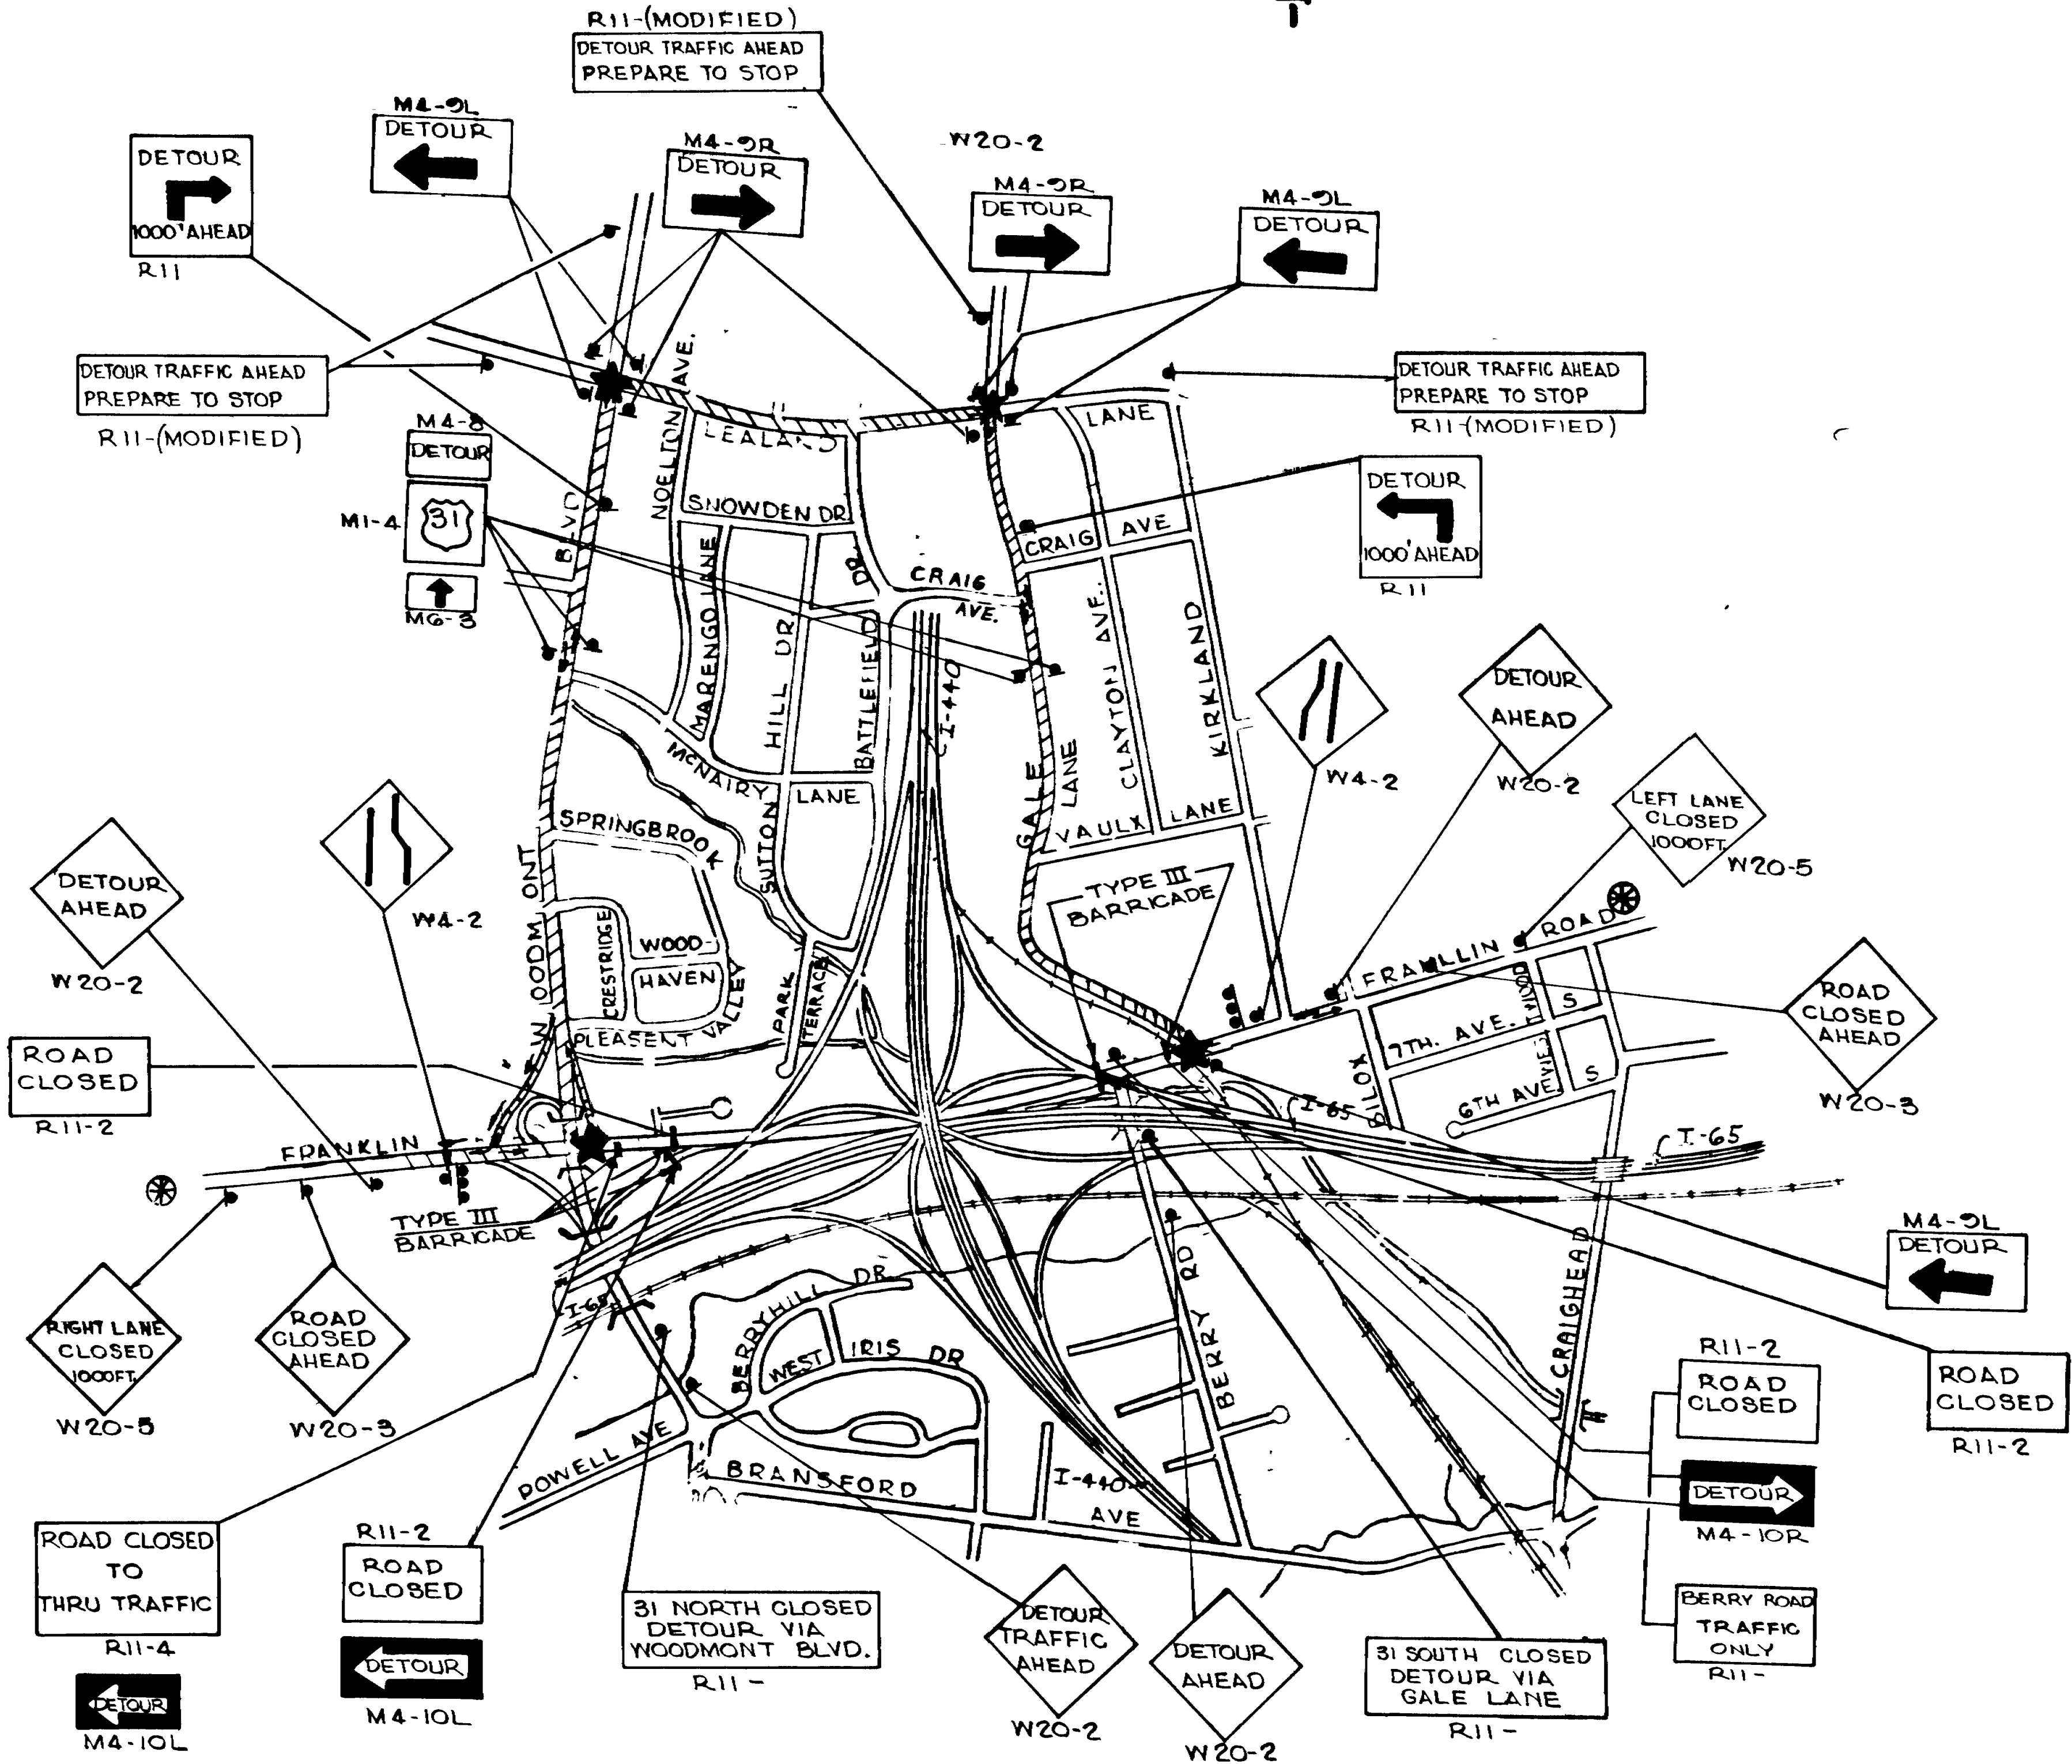 R11-(MODIFIED)
DETOUR TRAFFIC AHEAD
PREPARE TO STOP
M4-9L
DETOUR
M4-9R
DETOUR
W20-2
M4-9R
DETOUR
M4-9L
DETOUR
DETOUR
1000'AHEAD
R11
DETOUR TRAFFIC AHEAD
PREPARE TO STOP
R11-(MODIFIED)
DETOUR TRAFFIC AHEAD
PREPARE TO STOP
R11-(MODIFIED)
M4-8
DETOUR
M1-4
31
M6-3
DETOUR
1000'AHEAD
R11
BLVD
NOELTON AVE.
LEALAND
LANE
SNOWDEN DR.
MARENGO LANE
HILL DR.
DR.
BATTLEFIELD
CRAIG
AVE.
CRAIG AVE
CLAYTON AVE.
KIRKLAND
I-440
GALE
LANE
VAULX LANE
MCNAIRY
LANE
SUTTON
SPRINGBROOK
CRESTRIDGE
WOOD-
HAVEN
PLEASENT VALLEY
PARK
TERRACE
DETOUR
AHEAD
W20-2
W4-2
W4-2
DETOUR
AHEAD
W20-2
LEFT LANE
CLOSED
1000FT.
W20-5
TYPE III
BARRICADE
FRANKLIN ROAD
ROAD
CLOSED
AHEAD
W20-3
7TH. AVE.
6TH AVE
S
S
I-65
I-65
ROAD
CLOSED
R11-2
FRANKLIN
TYPE III
BARRICADE
RIGHT LANE
CLOSED
1000FT.
W20-5
ROAD
CLOSED
AHEAD
W20-3
I-65
BERRYHILL DR.
WEST IRIS DR
BERRY RD
CRAIGHEAD
POWELL AVE
BRANSFORD
AVE
I-440
M4-9L
DETOUR
ROAD
CLOSED
R11-2
R11-2
ROAD
CLOSED
DETOUR
M4-10R
BERRY ROAD
TRAFFIC
ONLY
R11-
ROAD CLOSED
TO
THRU TRAFFIC
R11-4
DETOUR
M4-10L
R11-2
ROAD
CLOSED
DETOUR
M4-10L
31 NORTH CLOSED
DETOUR VIA
WOODMONT BLVD.
R11-
DETOUR
TRAFFIC
AHEAD
W20-2
DETOUR
AHEAD
W20-2
31 SOUTH CLOSED
DETOUR VIA
GALE LANE
R11-